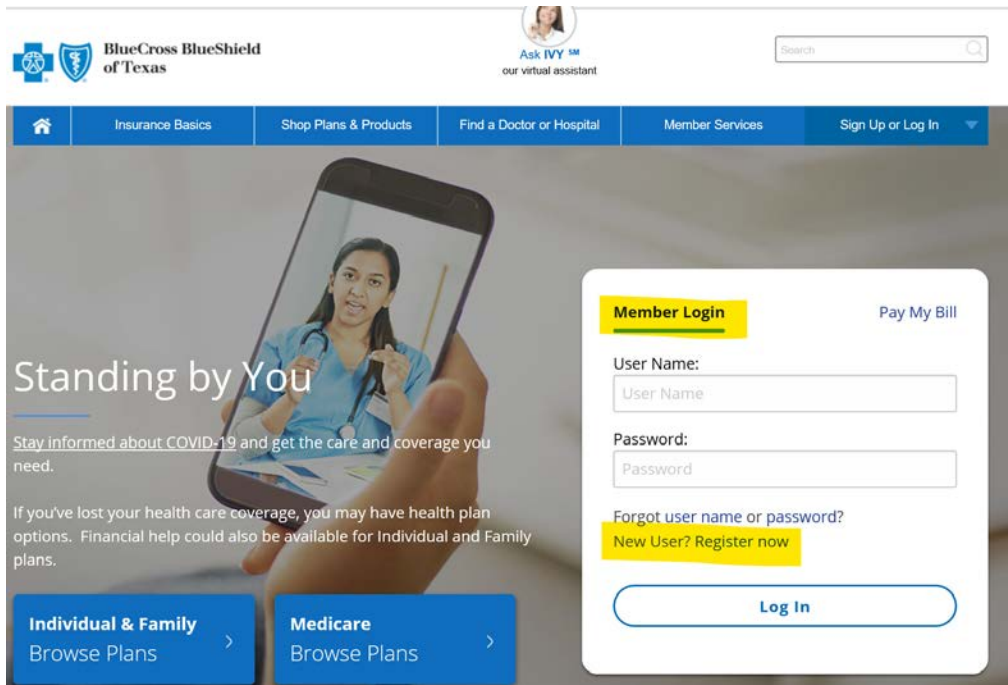 BlueCross BlueShield
of Texas
Ask IVY SM
our virtual assistant
Search
Insurance Basics
Shop Plans & Products
Find a Doctor or Hospital
Member Services
Sign Up or Log In
Standing by You
Stay informed about COVID-19 and get the care and coverage you
need.
If you've lost your health care coverage, you may have health plan
options. Financial help could also be available for Individual and Family
plans.
Individual & Family
Browse Plans
Medicare
Browse Plans
Member Login
Pay My Bill
User Name:
User Name
Password:
Password
Forgot user name or password?
New User? Register now
Log In